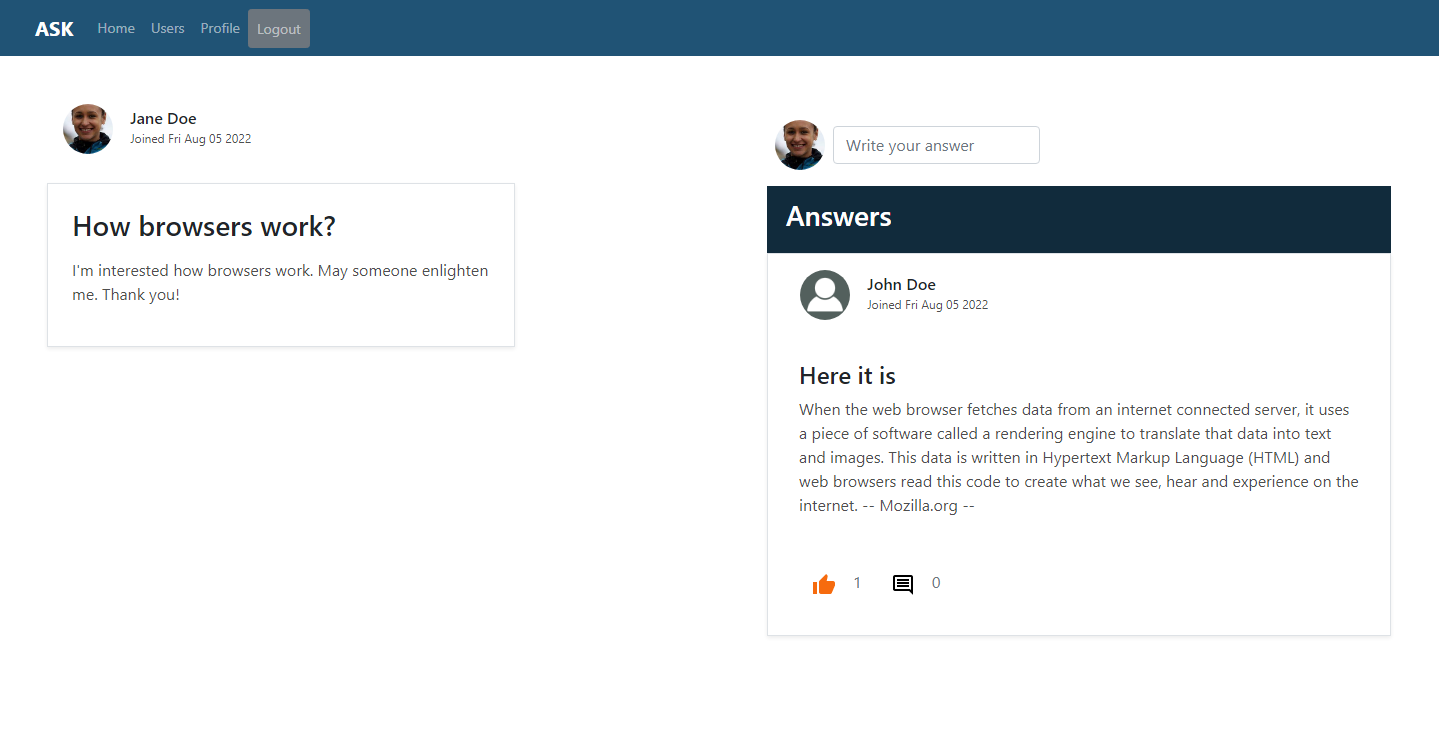 ASK Home Users Profile Logout
Jane Doe
Joined Fri Aug 05 2022
How browsers work?
I'm interested how browsers work. May someone enlighten
me. Thank you!
Write your answer
Answers
John Doe
Joined Fri Aug 05 2022
Here it is
When the web browser fetches data from an internet connected server, it uses
a piece of software called a rendering engine to translate that data into text
and images. This data is written in Hypertext Markup Language (HTML) and
web browsers read this code to create what we see, hear and experience on the
internet. -- Mozilla.org --
1 0